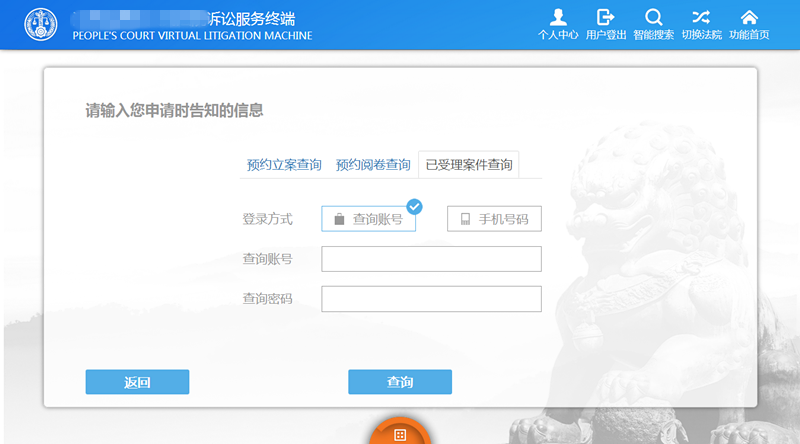 诉讼服务终端
PEOPLE'S COURT VIRTUAL LITIGATION MACHINE
个人中心 用户登出 智能搜索 切换法院 功能首页
请输入您申请时告知的信息
预约立案查询 预约阅卷查询 已受理案件查询
登录方式 查询账号 手机号码
查询账号
查询密码
返回 查询